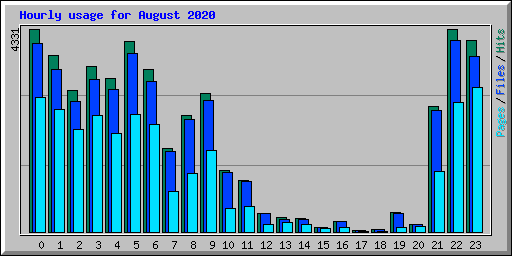 Hourly usage for August 2020
4331
Pages / Files / Hits
0 1 2 3 4 5 6 7 8 9 10 11 12 13 14 15 16 17 18 19 20 21 22 23